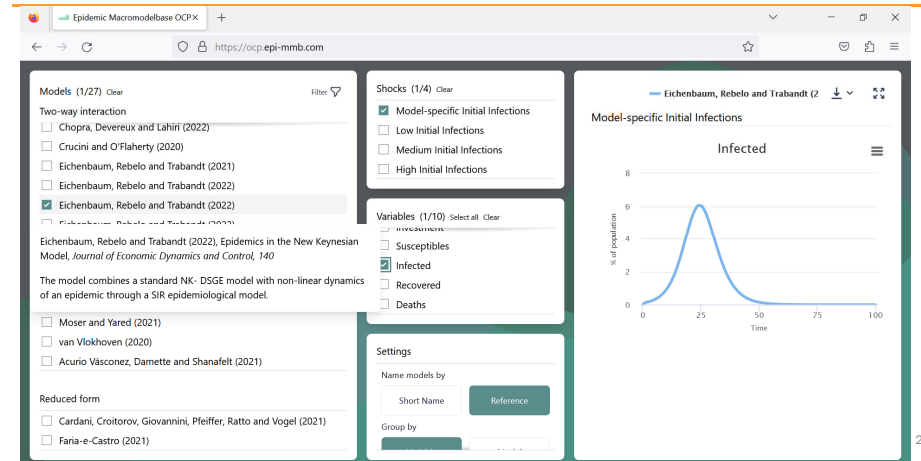 Epidemic Macromodelbase OCP
https://ocp.epi-mmb.com
Models (1/27) Clear
Filter
Two-way interaction
Chopra, Devereux and Lahiri (2022)
Crucini and O'Flaherty (2020)
Eichenbaum, Rebelo and Trabandt (2021)
Eichenbaum, Rebelo and Trabandt (2022)
Eichenbaum, Rebelo and Trabandt (2022)
Eichenbaum, Rebelo and Trabandt (2022)
Eichenbaum, Rebelo and Trabandt (2022), Epidemics in the New Keynesian
Model, Journal of Economic Dynamics and Control, 140
The model combines a standard NK- DSGE model with non-linear dynamics
of an epidemic through a SIR epidemiological model.
Moser and Yared (2021)
van Vlokhoven (2020)
Acurio Vásconez, Damette and Shanafelt (2021)
Reduced form
Cardani, Croitorov, Giovannini, Pfeiffer, Ratto and Vogel (2021)
Faria-e-Castro (2021)
Shocks (1/4) Clear
Model-specific Initial Infections
Low Initial Infections
Medium Initial Infections
High Initial Infections
Variables (1/10) Select all Clear
Investment
Susceptibles
Infected
Recovered
Deaths
Settings
Name models by
Short Name
Reference
Group by
Eichenbaum, Rebelo and Trabandt (2
Model-specific Initial Infections
Infected
% of population
8
6
4
2
0
0 25 50 75 100
Time
2